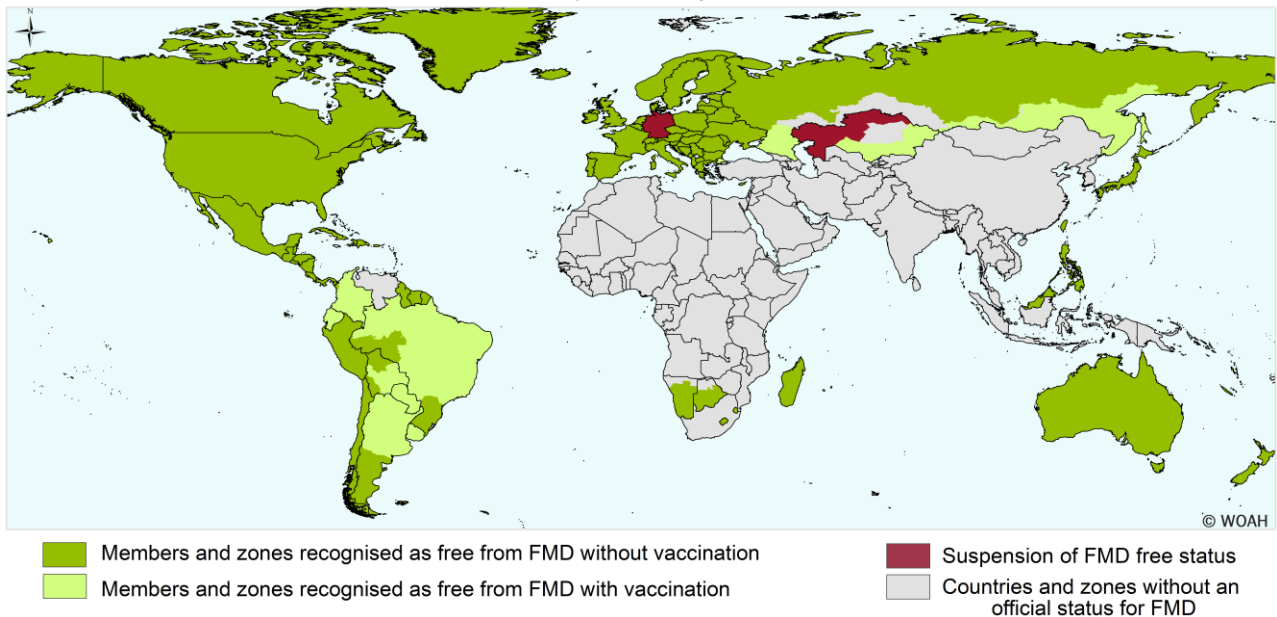 N
© WOAH
Members and zones recognised as free from FMD without vaccination
Members and zones recognised as free from FMD with vaccination
Suspension of FMD free status
Countries and zones without an
official status for FMD